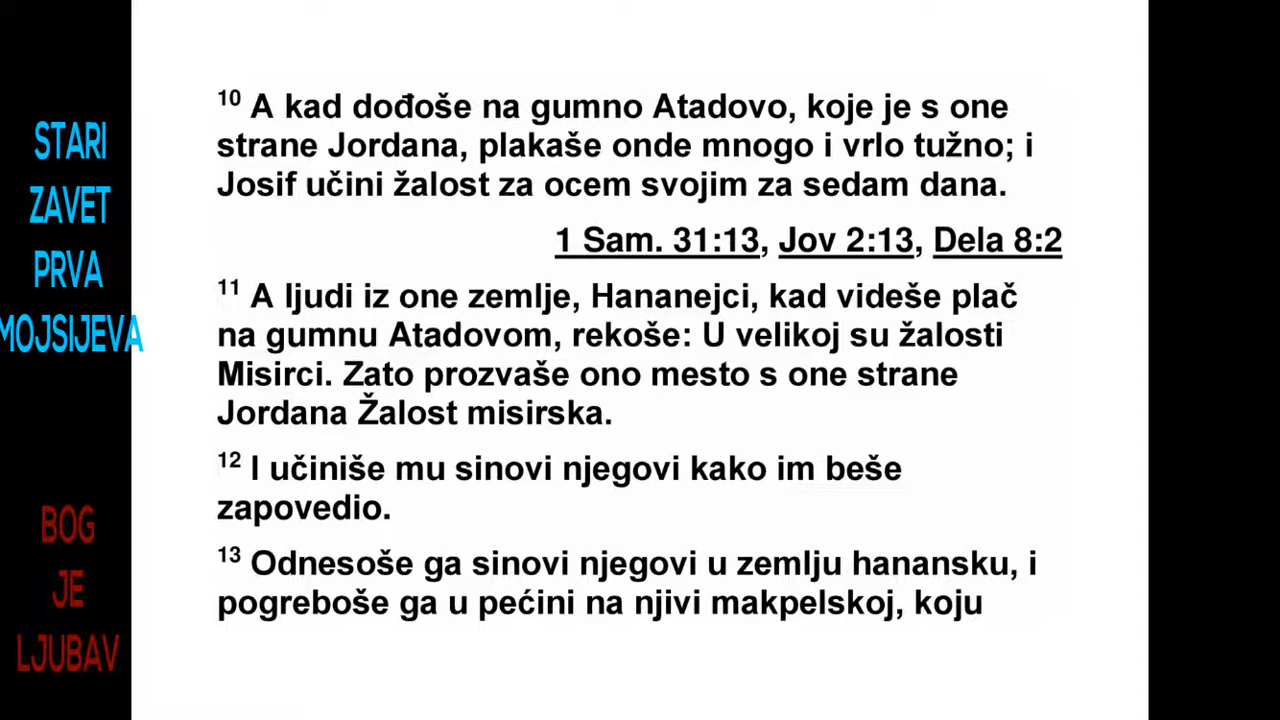 STARI
ZAVET
PRVA
MOJSIJEVA
BOG
JE
LJUBAV
10 A kad dođoše na gumno Atadovo, koje je s one
strane Jordana, plakaše onde mnogo i vrlo tužno; i
Josif učini žalost za ocem svojim za sedam dana.
1 Sam. 31:13, Jov 2:13, Dela 8:2
11 A ljudi iz one zemlje, Hananejci, kad videše plač
na gumnu Atadovom, rekoše: U velikoj su žalosti
Misirci. Zato prozvaše ono mesto s one strane
Jordana Žalost misirska.
12 I učiniše mu sinovi njegovi kako im beše
zapovedio.
13 Odnesoše ga sinovi njegovi u zemlju hanansku, i
pogreboše ga u pećini na njivi makpelskoj, koju